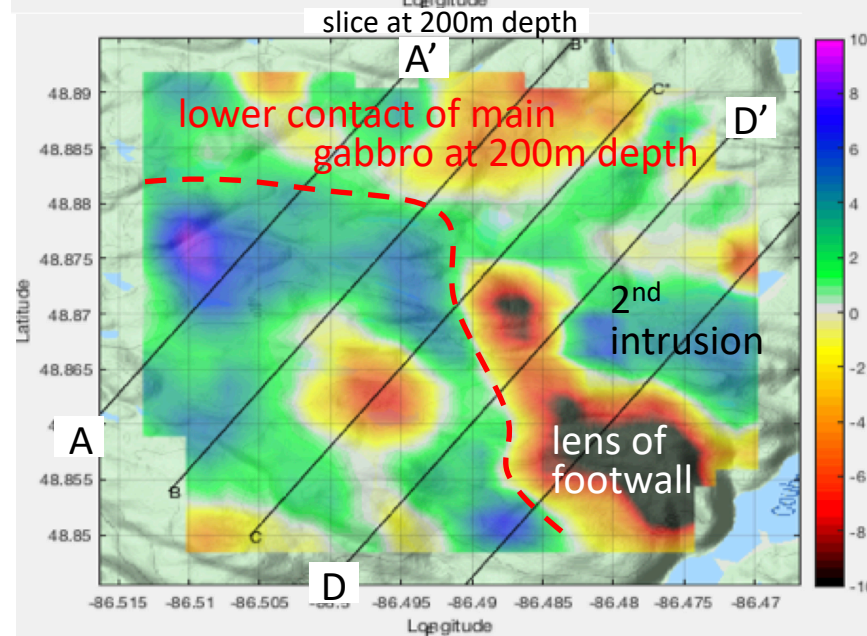 Longitude
slice at 200m depth
A'
B'
C'
D'
48.89
48.885
48.88
48.875
48.87
48.865
48.855
48.85
Latitude
lower contact of main
gabbro at 200m depth
2nd
intrusion
lens of
footwall
A
B
C
D
10
8
6
4
2
0
-2
-4
-6
-8
-10
-86.515 -86.51 -86.505 -86.495 -86.49 -86.485 -86.48 -86.475 -86.47
Longitude